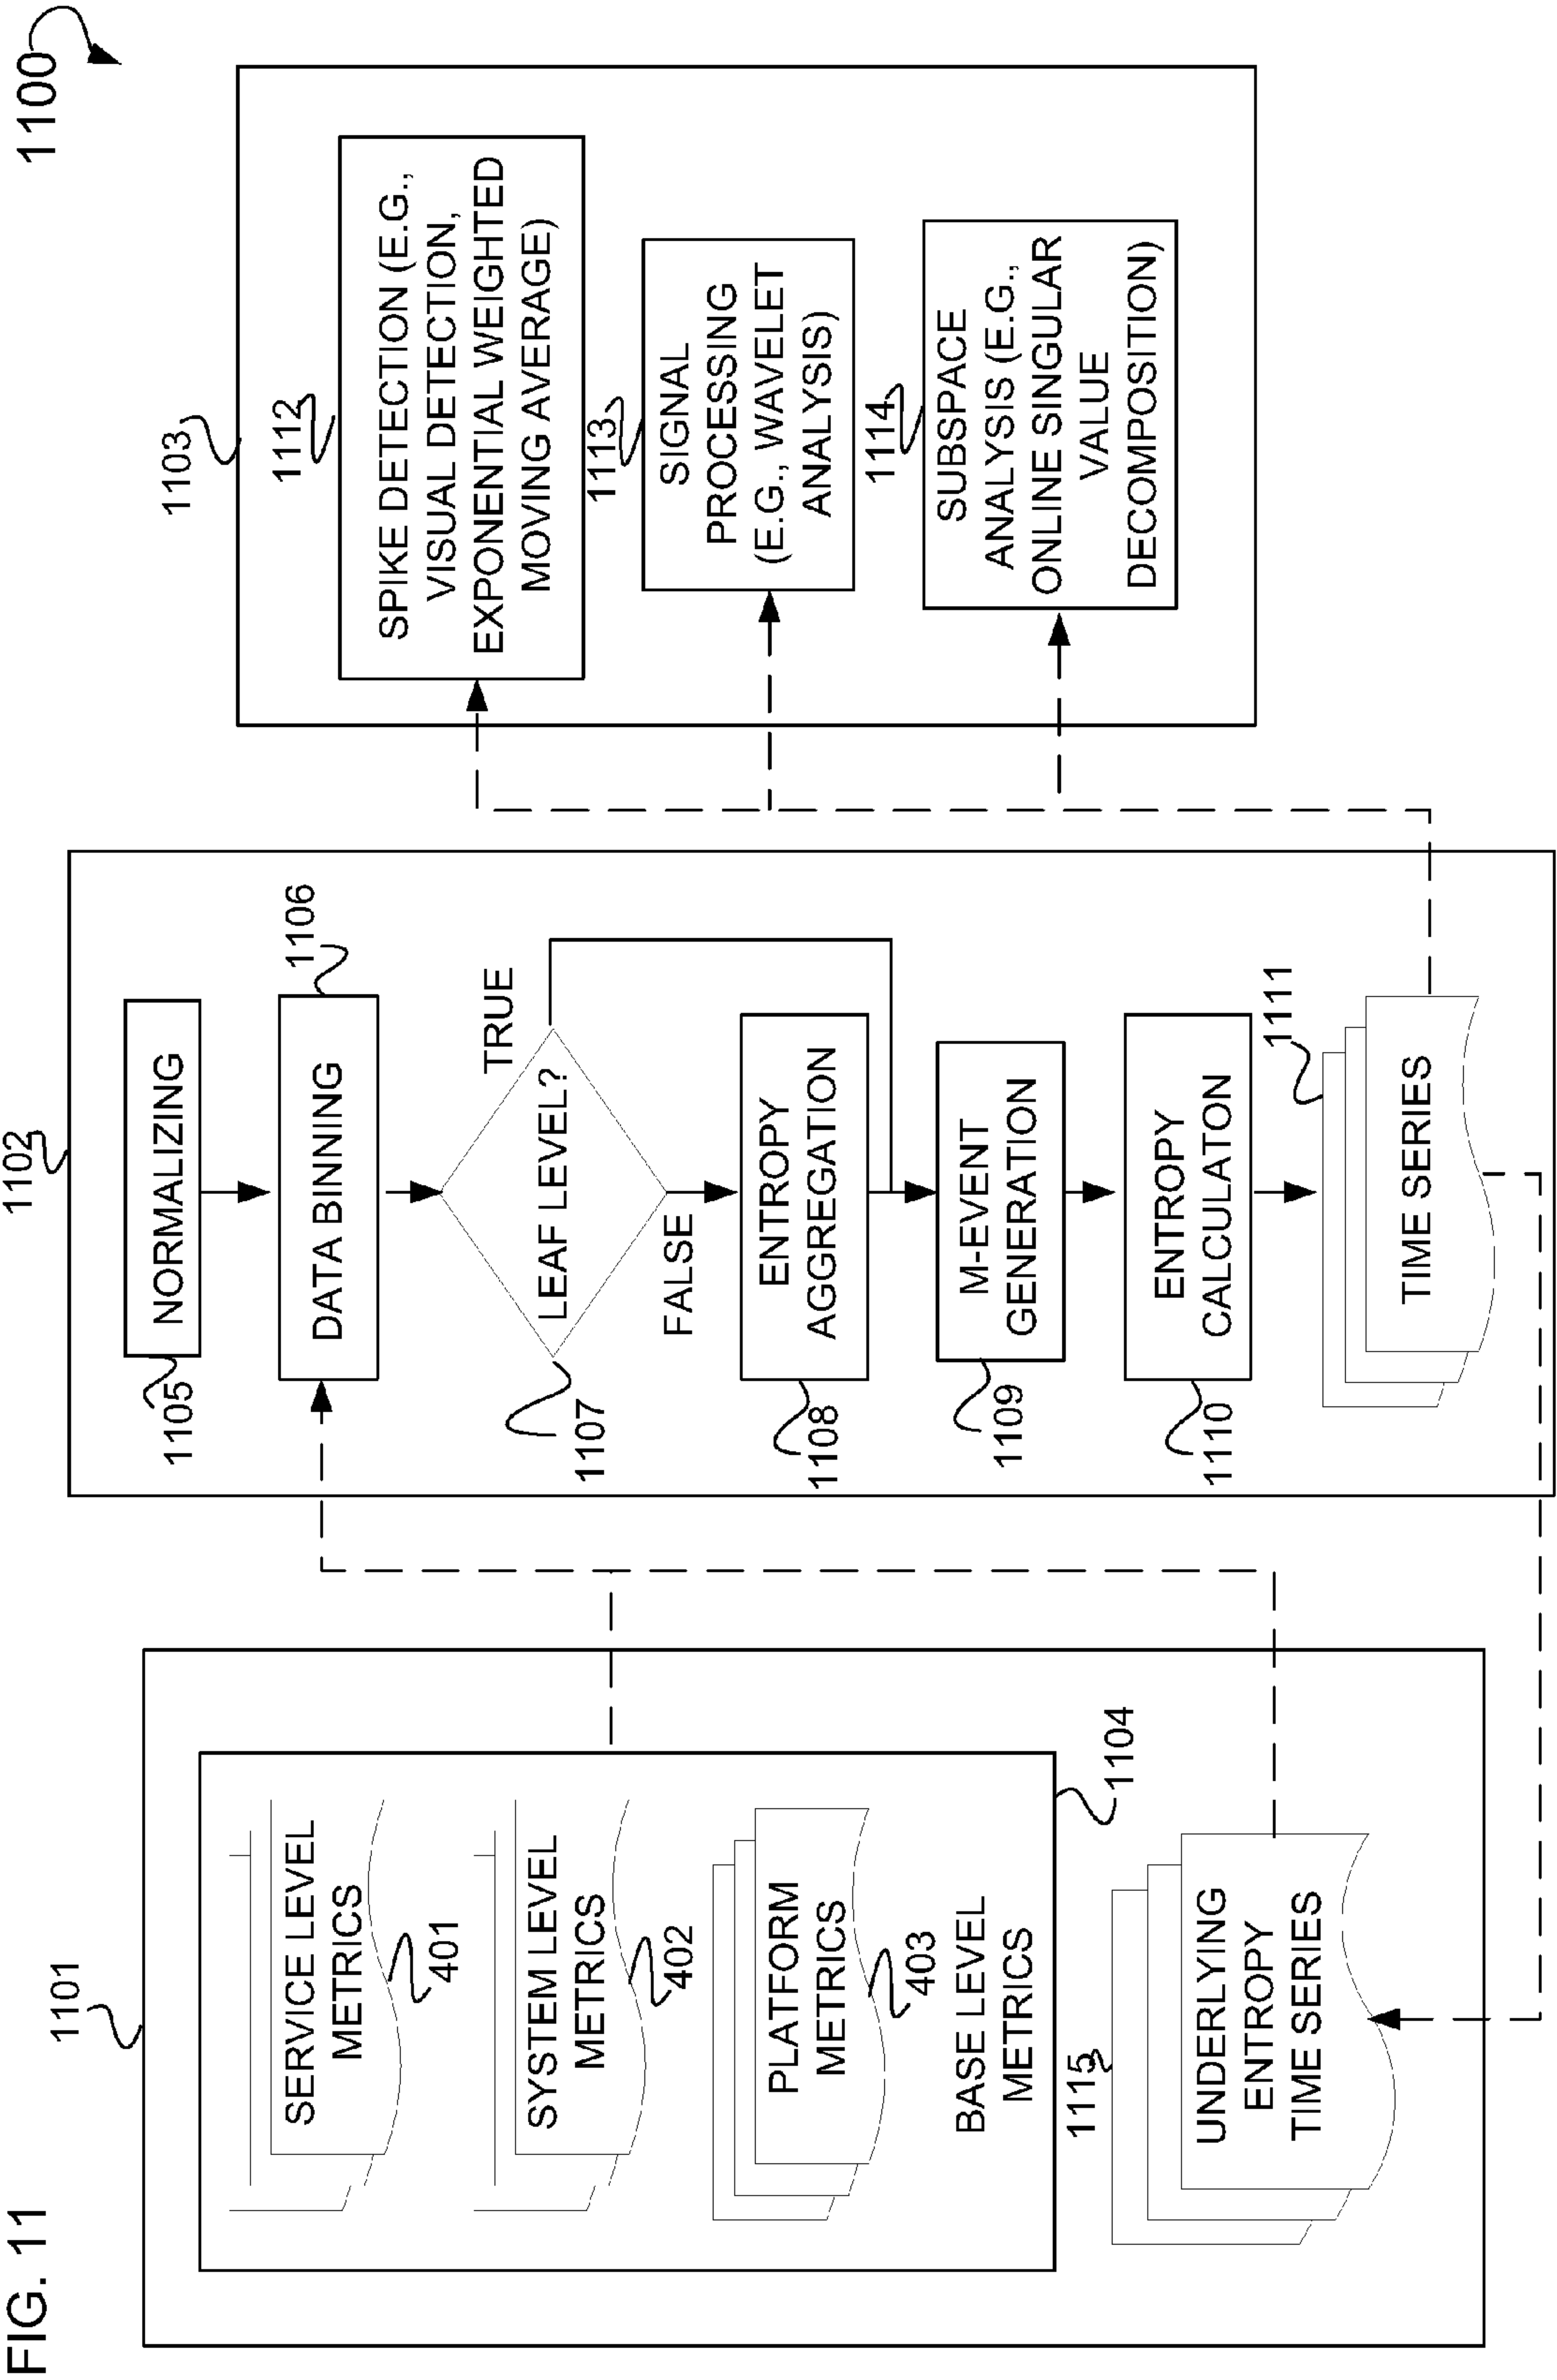 FIG. 11
1100
1101
SERVICE LEVEL
METRICS
401
SYSTEM LEVEL
METRICS
402
PLATFORM
METRICS
403
BASE LEVEL
METRICS
1104
1115
UNDERLYING
ENTROPY
TIME SERIES
1102
NORMALIZING
1105
DATA BINNING
1106
LEAF LEVEL?
1107
TRUE
FALSE
ENTROPY
AGGREGATION
1108
M-EVENT
GENERATION
1109
ENTROPY
CALCULATON
1110
1111
TIME SERIES
1103
1112
SPIKE DETECTION (E.G.,
VISUAL DETECTION,
EXPONENTIAL WEIGHTED
MOVING AVERAGE)
1113
SIGNAL
PROCESSING
(E.G., WAVELET
ANALYSIS)
1114
SUBSPACE
ANALYSIS (E.G.,
ONLINE SINGULAR
VALUE
DECOMPOSITION)